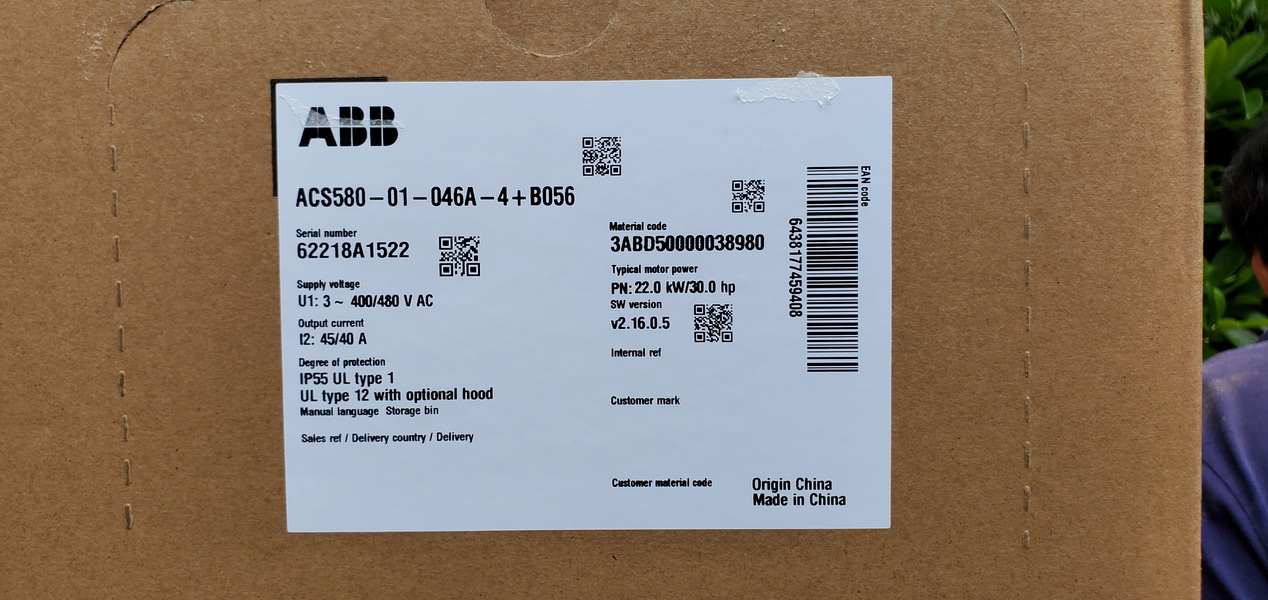 ABB
ACS580-01-046A-4+B056
Serial number
62218A1522
Supply voltage
U1: 3 ~ 400/480 V AC
Output current
I2: 45/40 A
Degree of protection
IP55 UL type 1
UL type 12 with optional hood
Manual language Storage bin
Sales ref / Delivery country / Delivery
Material code
3ABD50000038980
Typical motor power
PN: 22.0 kW/30.0 hp
SW version
v2.16.0.5
Internal ref
Customer mark
Customer material code
Origin China
Made in China
EAN code
6438177459408